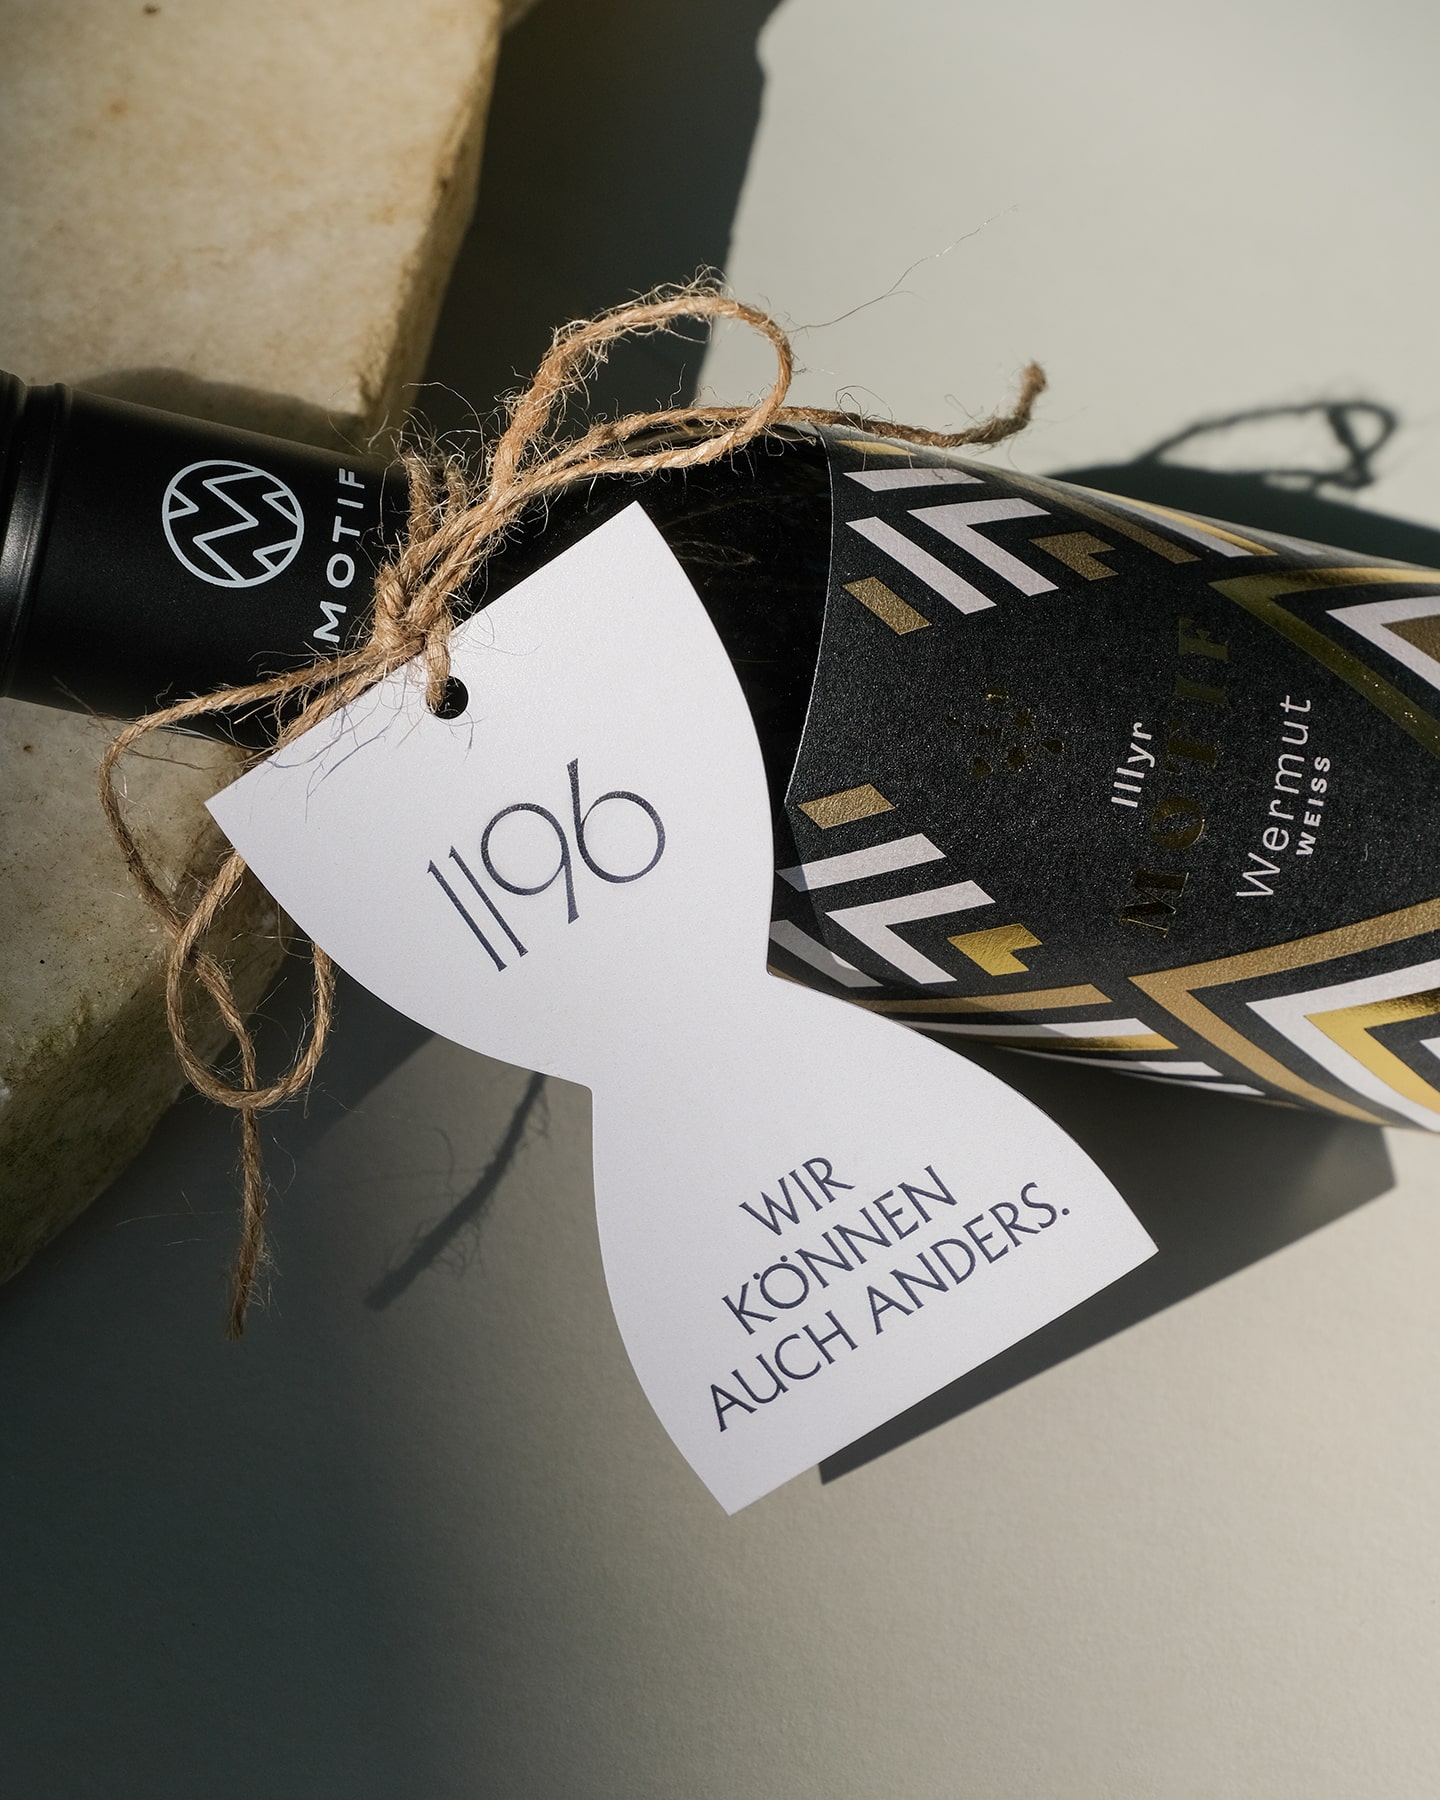 MOTIF
1196
WIR
KÖNNEN
AUCH ANDERS.
Illyr
MOTIF
Wermut
WEISS